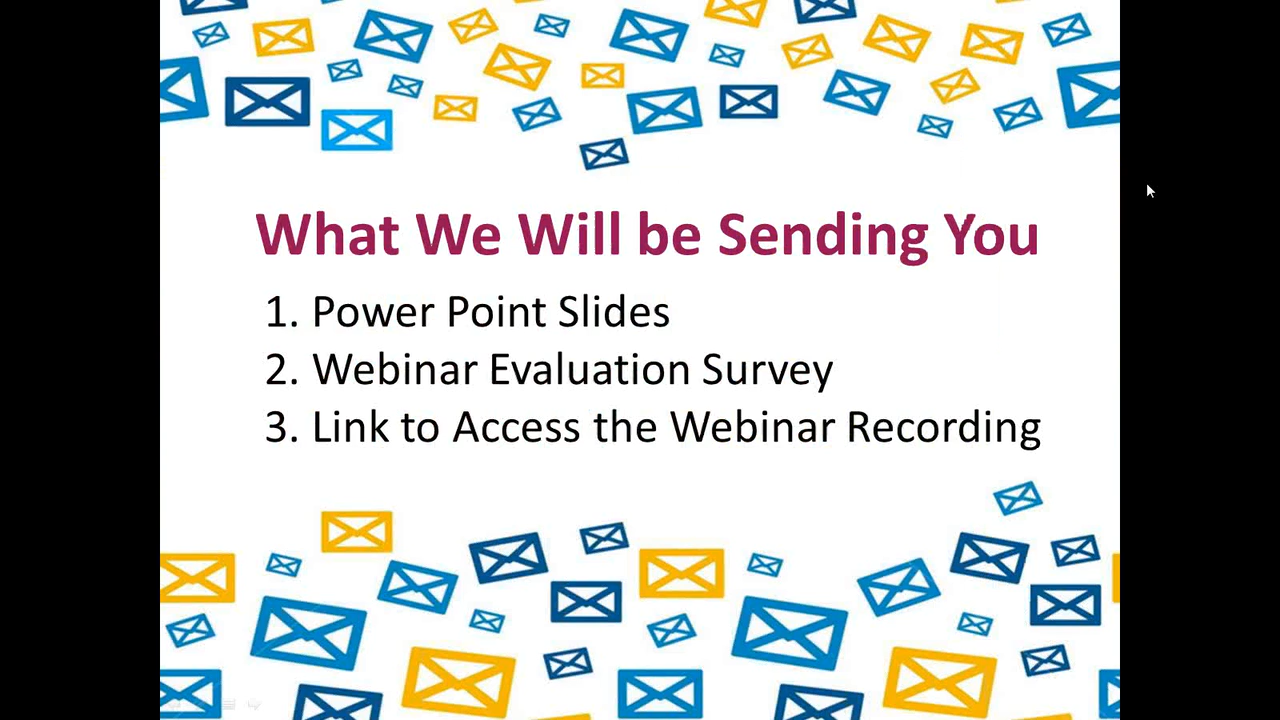 What We Will be Sending You
1. Power Point Slides
2. Webinar Evaluation Survey
3. Link to Access the Webinar Recording